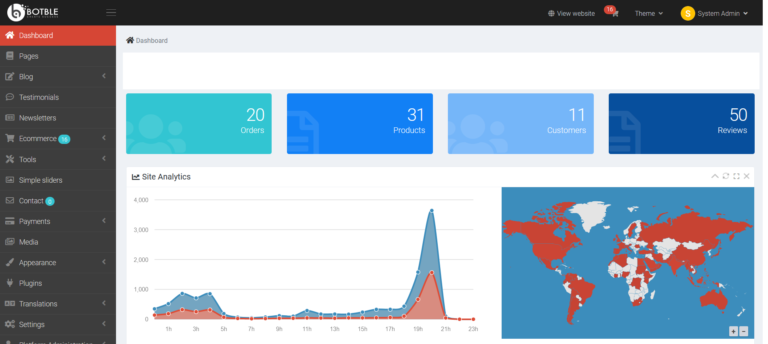 BOTBLE
View website
16
Theme
S
System Admin
Dashboard
Pages
Blog
Testimonials
Newsletters
Ecommerce 16
Tools
Simple sliders
Contact
Payments
Media
Appearance
Plugins
Translations
Settings
Platform Administration
Dashboard
20
Orders
31
Products
11
Customers
50
Reviews
Site Analytics
4,000
3,000
2,000
1,000
0
1h 3h 5h 7h 9h 11h 13h 15h 17h 19h 21h 23h
+ −